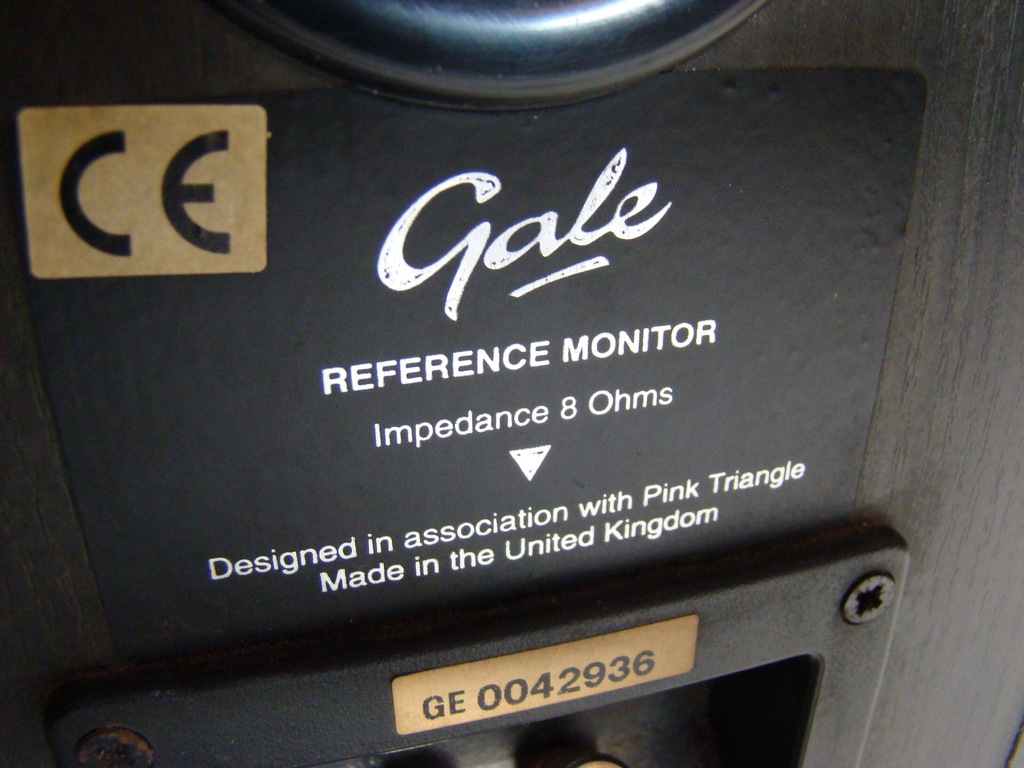 CE
Gale
REFERENCE MONITOR
Impedance 8 Ohms
Designed in association with Pink Triangle
Made in the United Kingdom
GE 0042936